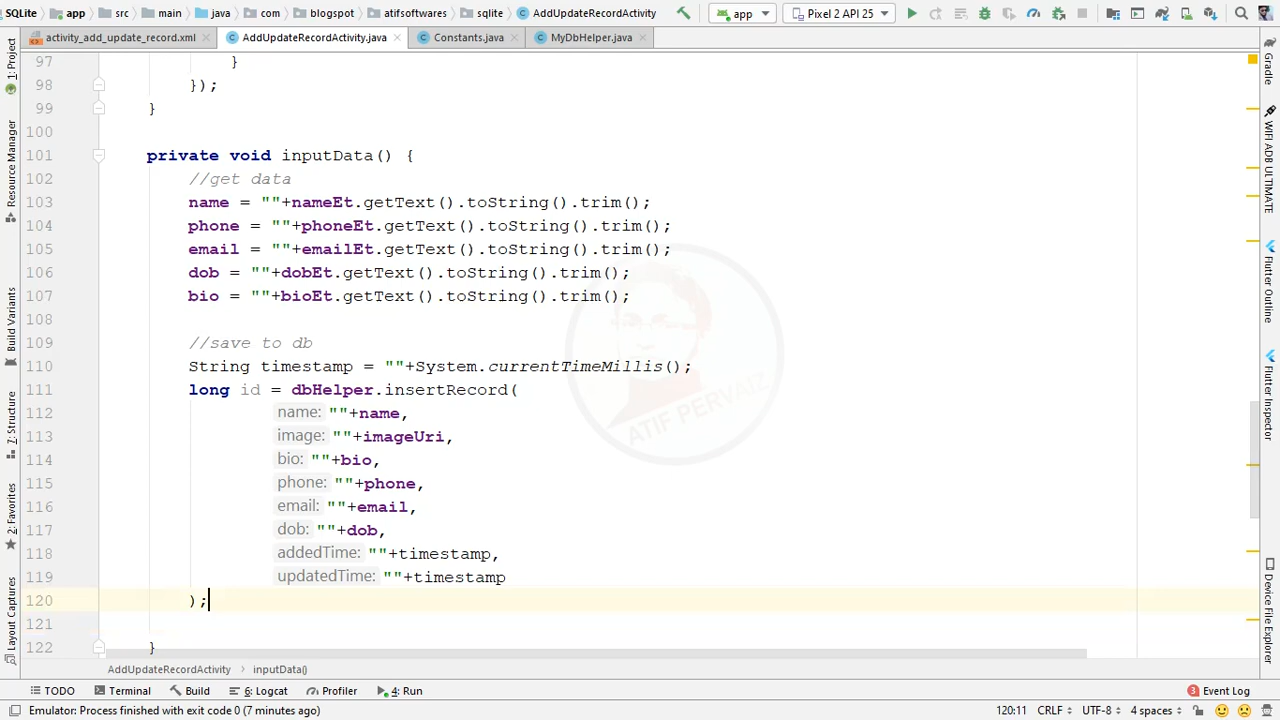 SQLite app src main java com blogspot atifsoftwares sqlite AddUpdateRecordActivity app Pixel 2 API 25
activity_add_update_record.xml AddUpdateRecordActivity.java Constants.java MyDbHelper.java
1: Project
Resource Manager
Build Variants
7: Structure
2: Favorites
Layout Captures
97 }
98 });
99 }
100
101 private void inputData() {
102 //get data
103 name = ""+nameEt.getText().toString().trim();
104 phone = ""+phoneEt.getText().toString().trim();
105 email = ""+emailEt.getText().toString().trim();
106 dob = ""+dobEt.getText().toString().trim();
107 bio = ""+bioEt.getText().toString().trim();
108
109 //save to db
110 String timestamp = ""+System.currentTimeMillis();
111 long id = dbHelper.insertRecord(
112 name: ""+name,
113 image: ""+imageUri,
114 bio: ""+bio,
115 phone: ""+phone,
116 email: ""+email,
117 dob: ""+dob,
118 addedTime: ""+timestamp,
119 updatedTime: ""+timestamp
120 );
121
122 }
ATIF PERVAIZ
Gradle
WIFI ADB ULTIMATE
Flutter Outline
Flutter Inspector
Device File Explorer
AddUpdateRecordActivity inputData()
TODO Terminal Build 6: Logcat Profiler 4: Run 3 Event Log
Emulator: Process finished with exit code 0 (7 minutes ago) 120:11 CRLF UTF-8 4 spaces